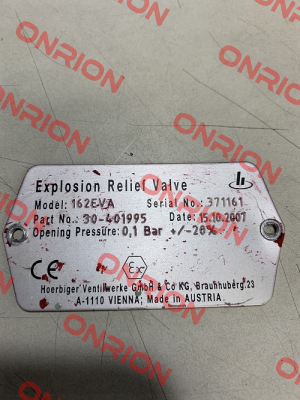 ONRION
Explosion Relief Valve
Model: 162EVA Serial No.: 371161
Part No.: 30-401995 Date: 15.10.2007
Opening Pressure: 0,1 Bar +/-20%
CE Ex
Hoerbiger Ventilwerke GmbH & Co KG, Brauhuberg.23
A-1110 VIENNA; Made in AUSTRIA